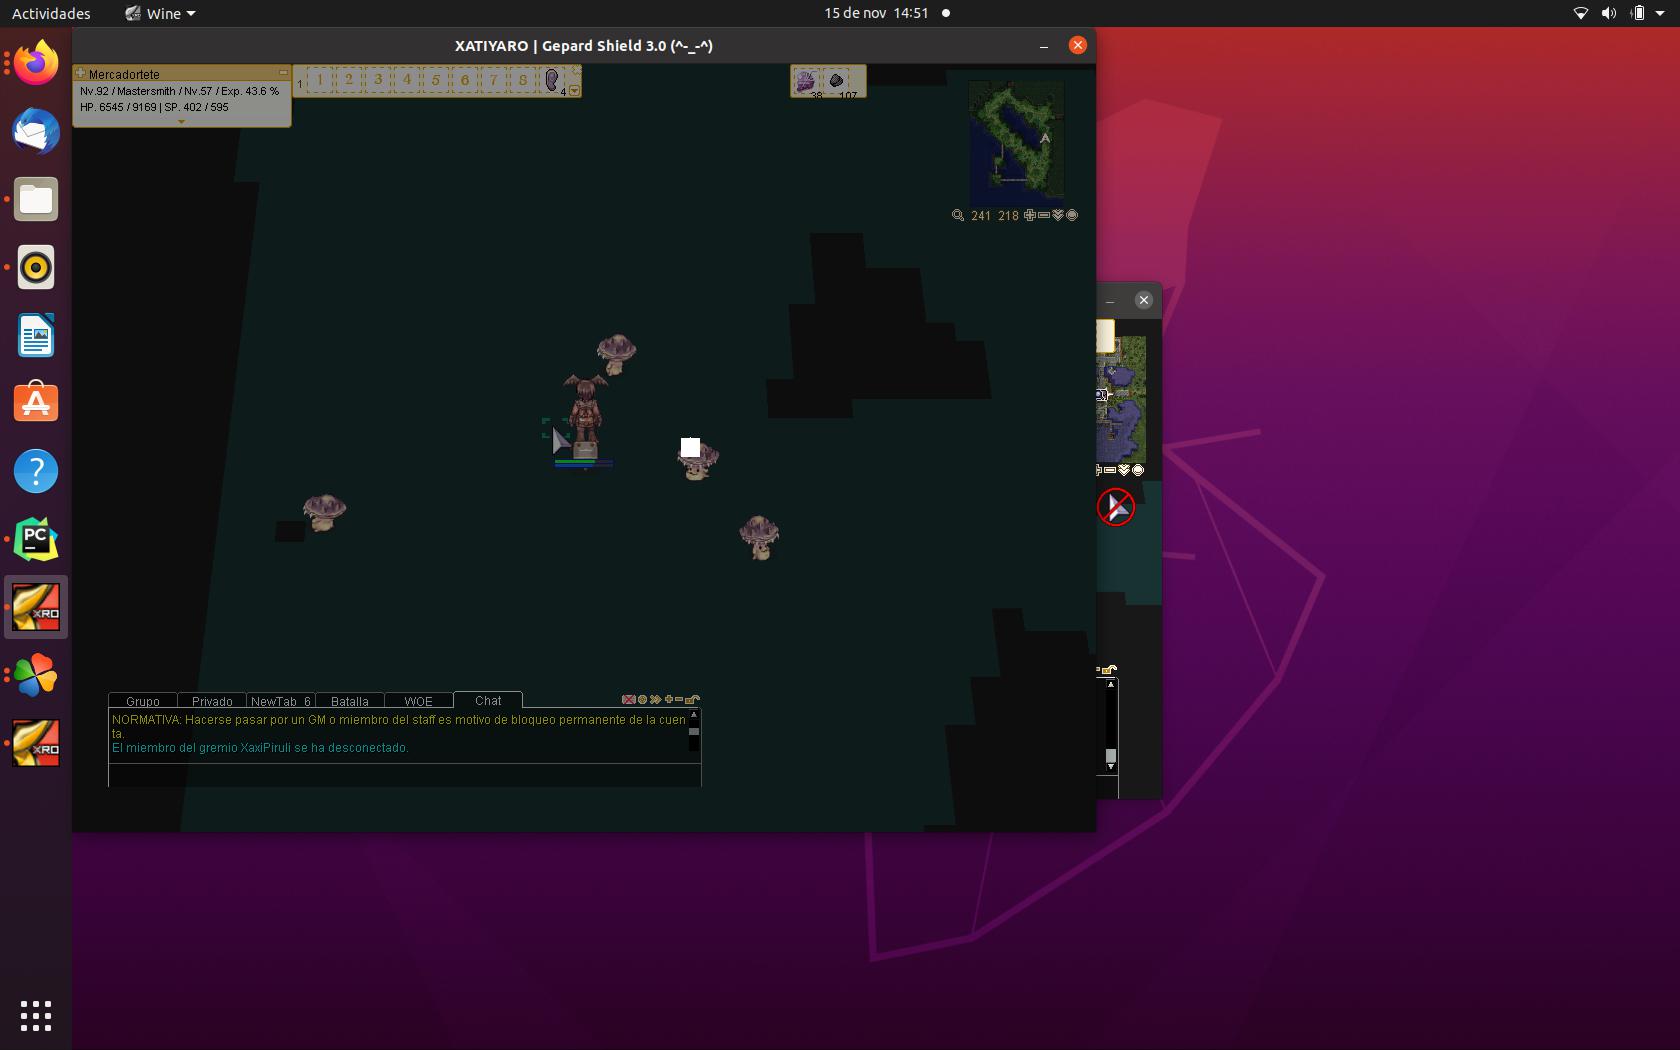 Actividades
Wine
15 de nov 14:51
XATIYARO | Gepard Shield 3.0 (^-_-^)
Mercadortete
Nv.92 / Mastersmith / Nv.57 / Exp. 43.6 %
HP. 6545 / 9169 | SP. 402 / 595
1 1 2 3 4 5 6 7 8 4
38 107
241 218
?
PC
XRO
XRO
Grupo Privado NewTab 6 Batalla WOE Chat
NORMATIVA: Hacerse pasar por un GM o miembro del staff es motivo de bloqueo permanente de la cuen
ta.
El miembro del gremio XaxiPiruli se ha desconectado.